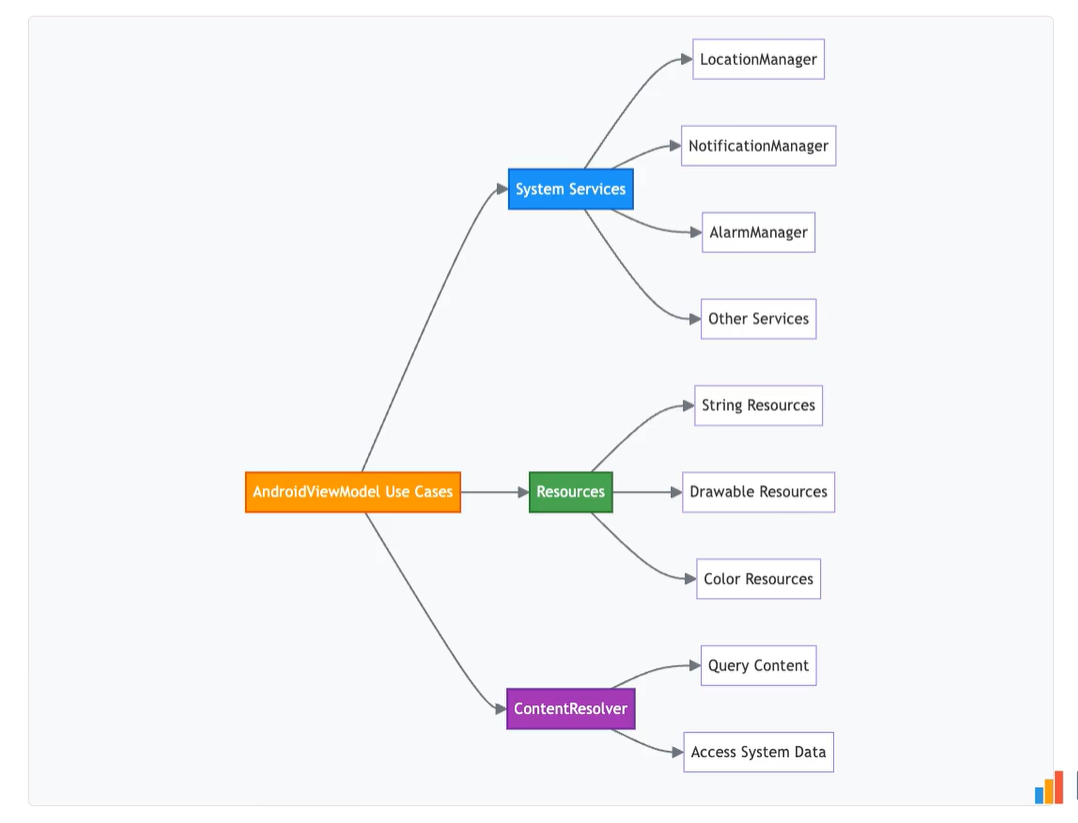 LocationManager
NotificationManager
System Services
AlarmManager
Other Services
String Resources
AndroidViewModel Use Cases
Resources
Drawable Resources
Color Resources
Query Content
ContentResolver
Access System Data